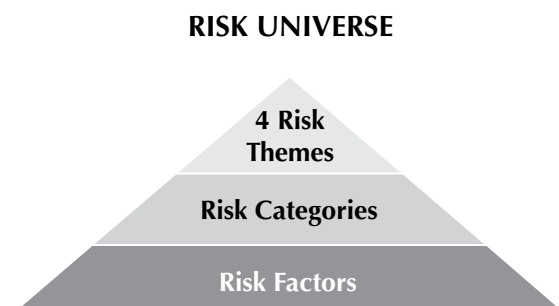 RISK UNIVERSE
4 Risk
Themes
Risk Categories
Risk Factors